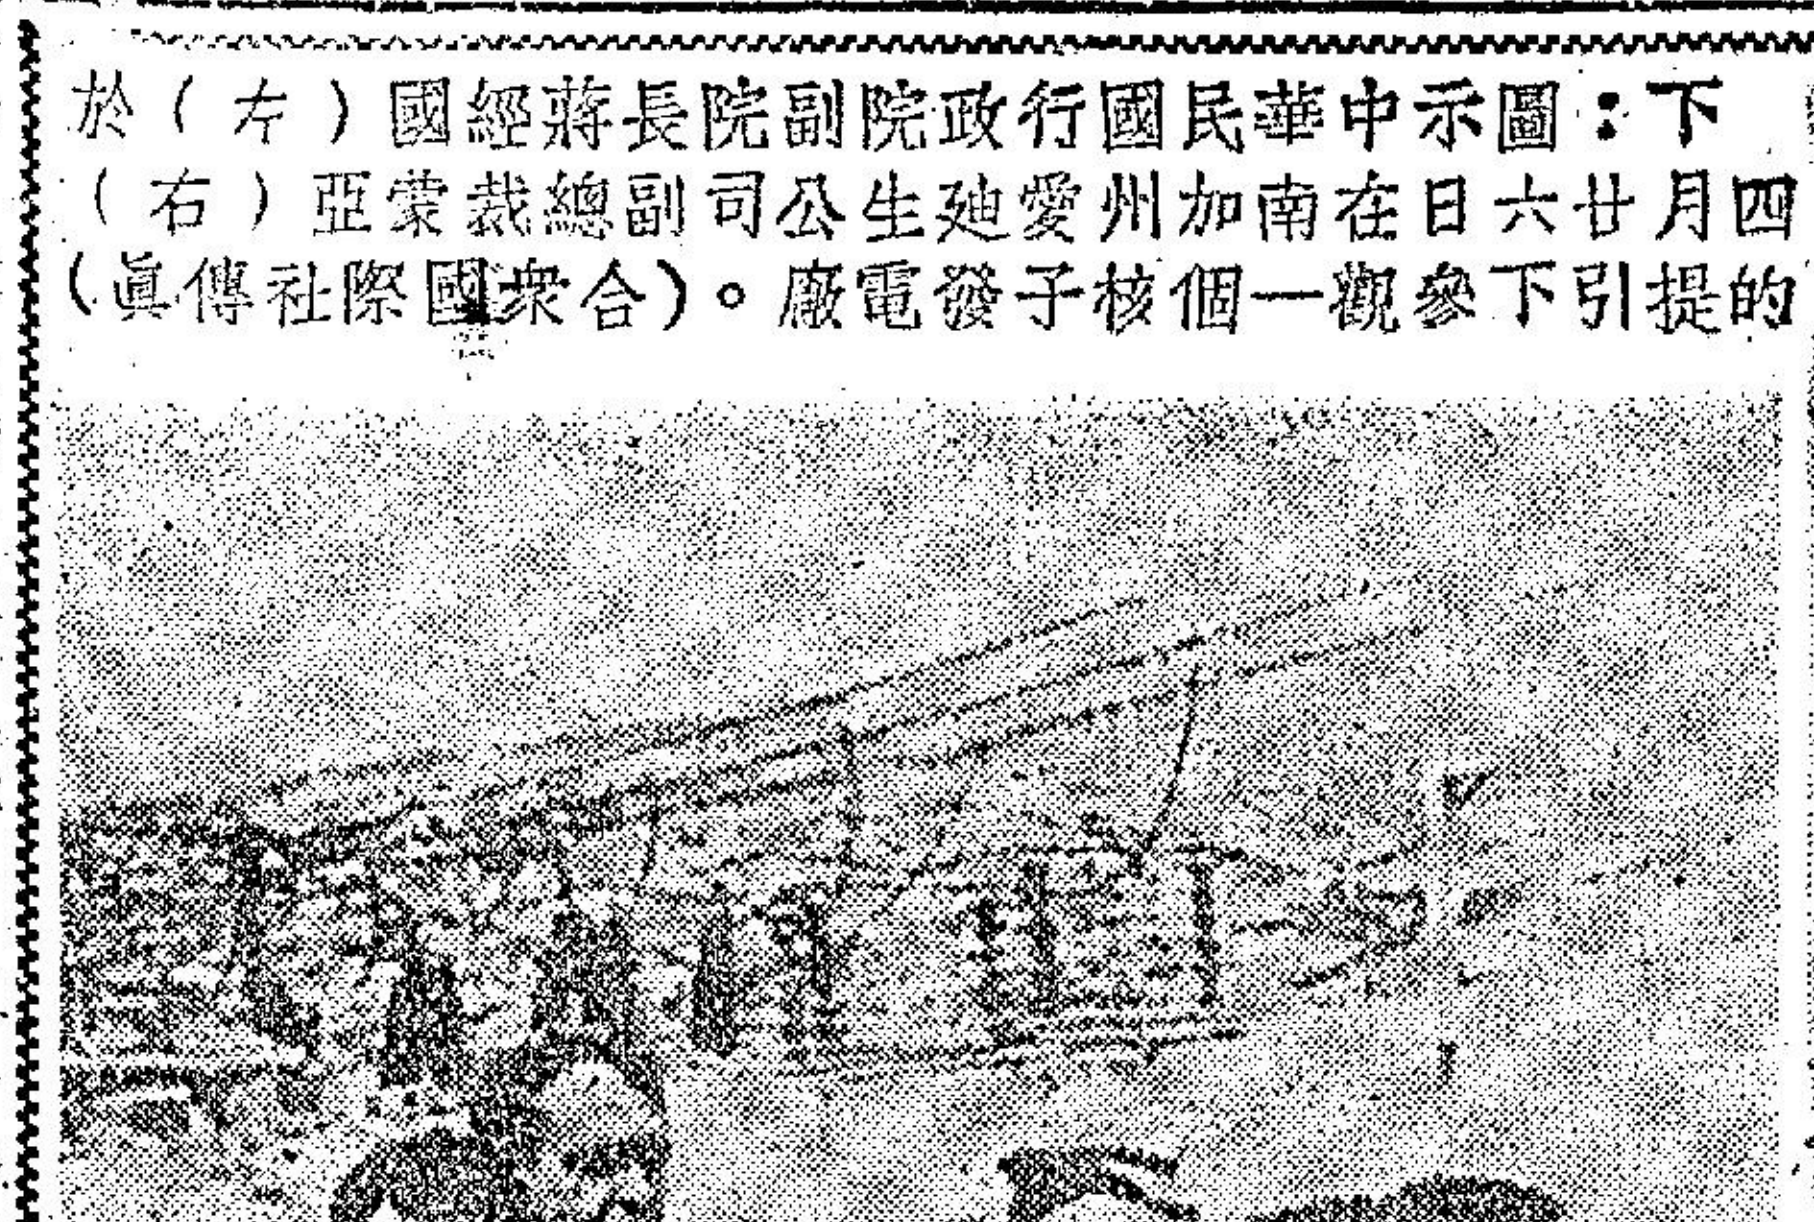 下：圖示中華民國行政院副院長蔣經國（左）於
四月廿六日在南加州愛廸生公司副總裁蒙亞（右）
的提引下參觀一個核子發電廠。（合衆國際社傳眞）